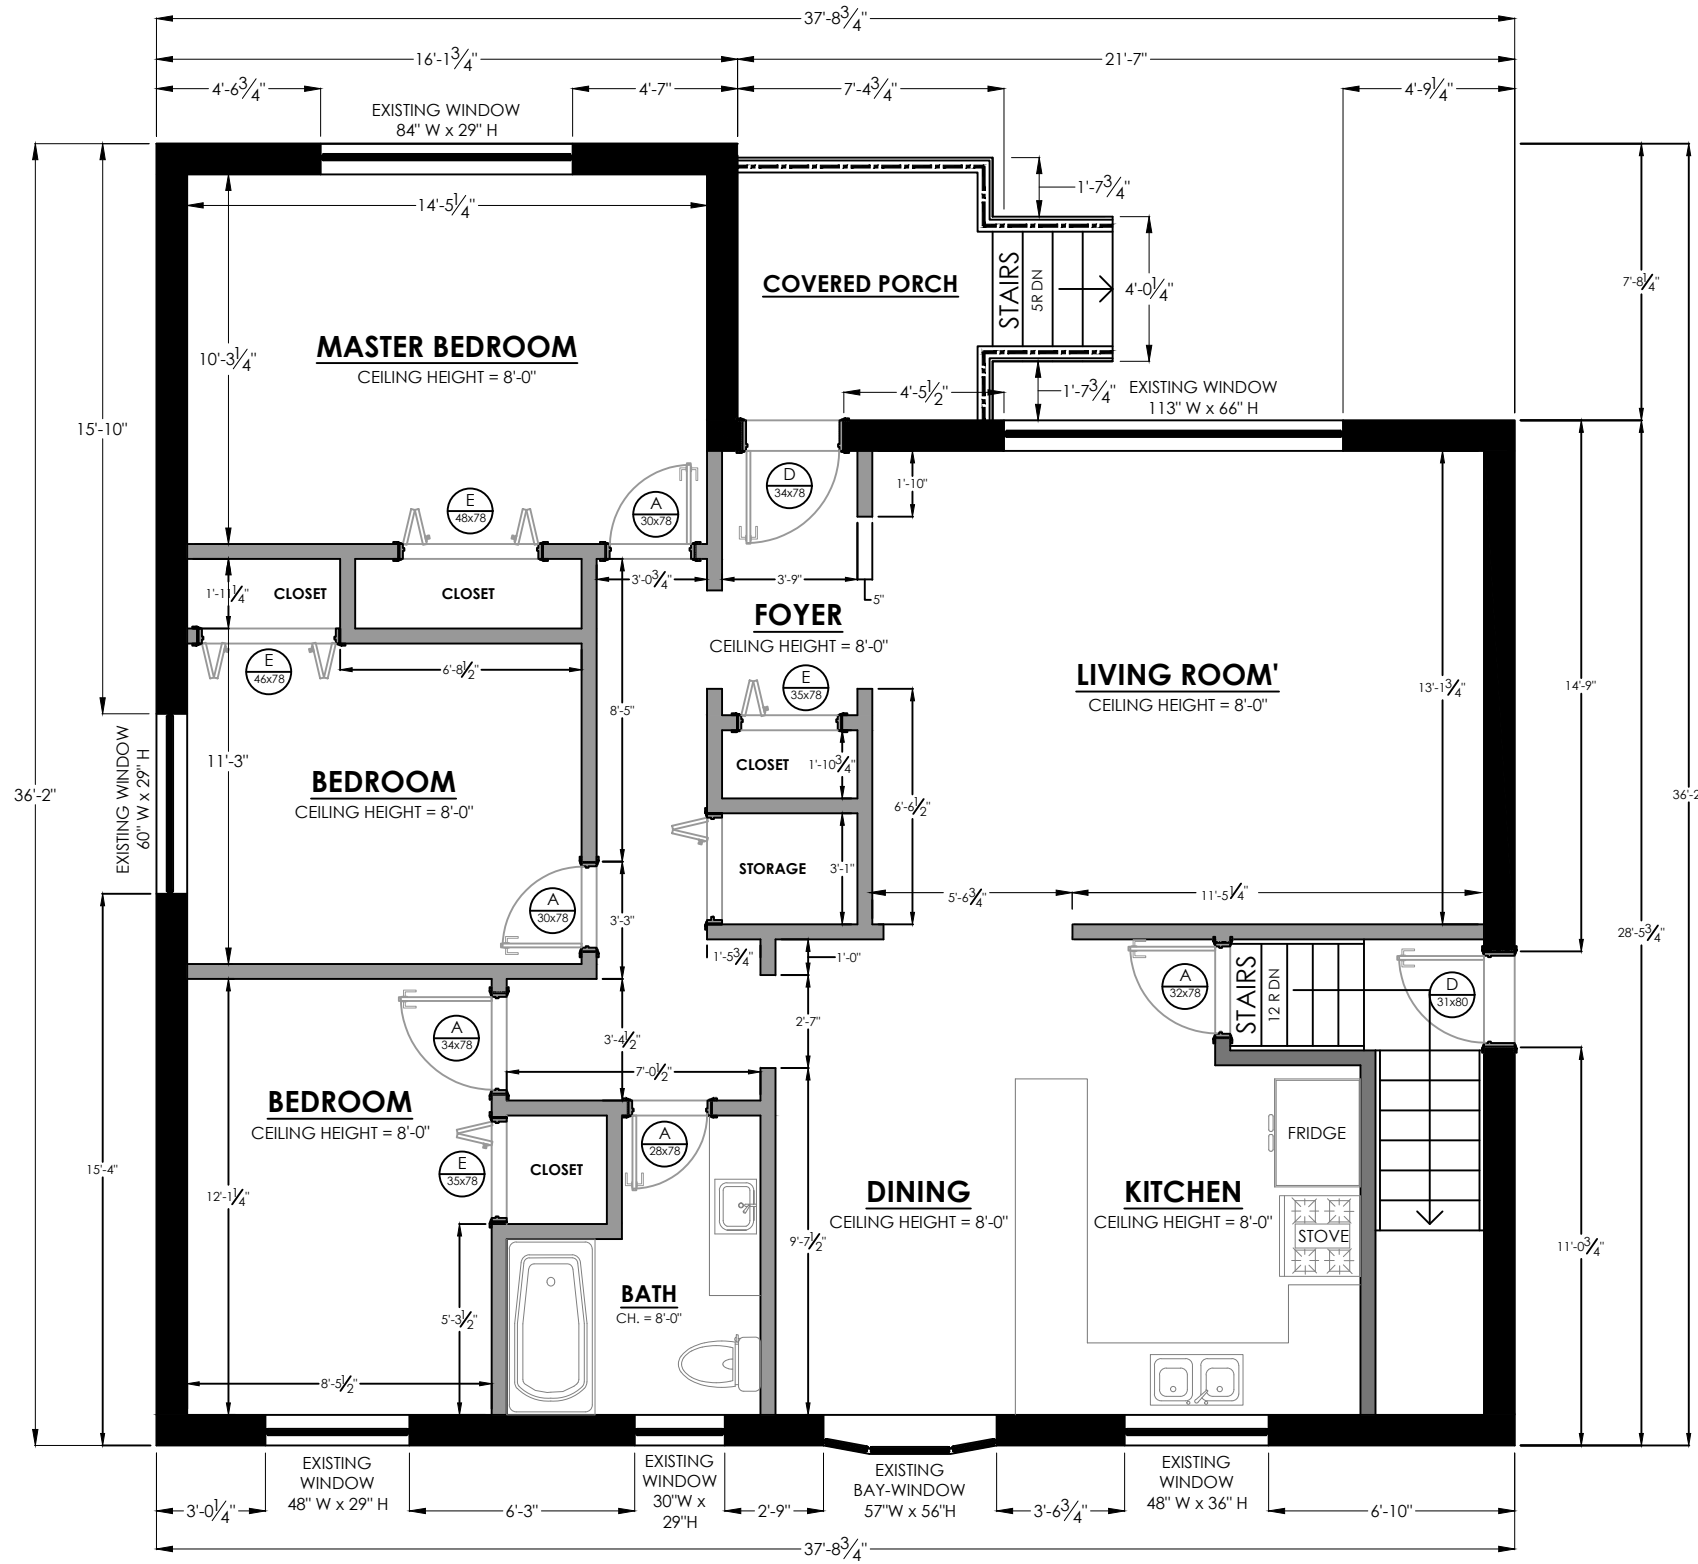 37'-8 3/4"
16'-1 3/4"
21'-7"
4'-6 3/4"
4'-7"
7'-4 3/4"
4'-9 1/4"
EXISTING WINDOW
84" W x 29" H
14'-5 1/4"
1'-7 3/4"
STAIRS
5R DN
4'-0 1/4"
7'-8 1/4"
COVERED PORCH
MASTER BEDROOM
CEILING HEIGHT = 8'-0"
10'-3 1/4"
4'-5 1/2"
1'-7 3/4"
EXISTING WINDOW
113" W x 66" H
15'-10"
E
48x78
A
30x78
D
34x78
1'-10"
1'-11 1/4"
CLOSET
CLOSET
3'-0 3/4"
3'-9"
5"
FOYER
CEILING HEIGHT = 8'-0"
E
46x78
6'-8 1/2"
E
35x78
LIVING ROOM'
CEILING HEIGHT = 8'-0"
13'-1 3/4"
14'-9"
8'-5"
11'-3"
CLOSET
1'-10 3/4"
BEDROOM
CEILING HEIGHT = 8'-0"
36'-2"
EXISTING WINDOW
60" W x 29" H
6'-6 1/2"
36'-2
STORAGE
3'-1"
5'-6 3/4"
11'-5 1/4"
A
30x78
3'-3"
28'-5 3/4"
1'-5 3/4"
1'-0"
A
32x78
STAIRS
12 R DN
D
31x80
A
34x78
3'-4 1/2"
2'-7"
7'-0 1/2"
BEDROOM
CEILING HEIGHT = 8'-0"
A
28x78
FRIDGE
15'-4"
E
35x78
CLOSET
12'-1 1/4"
DINING
CEILING HEIGHT = 8'-0"
KITCHEN
CEILING HEIGHT = 8'-0"
STOVE
9'-7 1/2"
11'-0 3/4"
BATH
CH. = 8'-0"
5'-3 1/2"
8'-5 1/2"
EXISTING
WINDOW
48" W x 29" H
EXISTING
WINDOW
30"W x
29"H
EXISTING
BAY-WINDOW
57"W x 56"H
EXISTING
WINDOW
48" W x 36" H
3'-0 1/4"
6'-3"
2'-9"
3'-6 3/4"
6'-10"
37'-8 3/4"